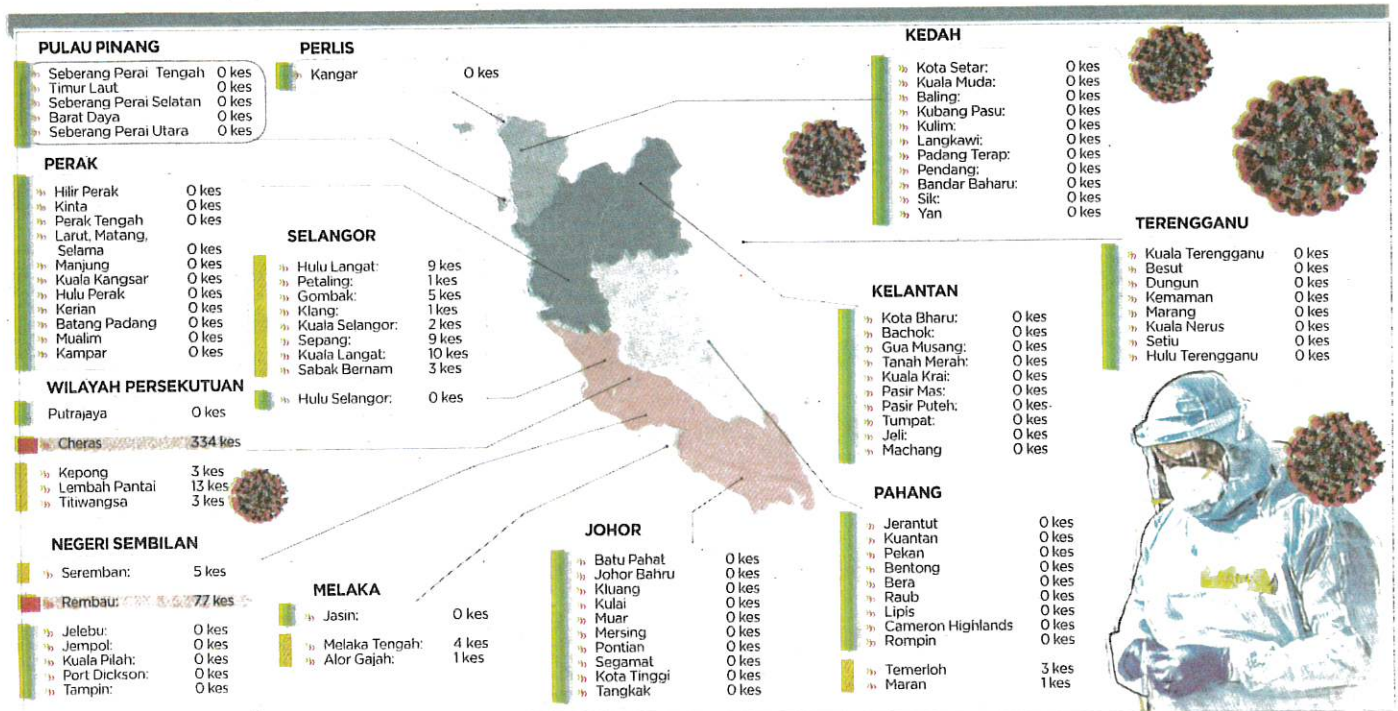 PULAU PINANG
Seberang Perai Tengah 0 kes
Timur Laut 0 kes
Seberang Perai Selatan 0 kes
Barat Daya 0 kes
Seberang Perai Utara 0 kes
PERLIS
Kangar 0 kes
KEDAH
Kota Setar: 0 kes
Kuala Muda: 0 kes
Baling: 0 kes
Kubang Pasu: 0 kes
Kulim: 0 kes
Langkawi: 0 kes
Padang Terap: 0 kes
Pendang: 0 kes
Bandar Baharu: 0 kes
Sik: 0 kes
Yan 0 kes
PERAK
Hilir Perak 0 kes
Kinta 0 kes
Perak Tengah 0 kes
Larut, Matang,
Selama 0 kes
Manjung 0 kes
Kuala Kangsar 0 kes
Hulu Perak 0 kes
Kerian 0 kes
Batang Padang 0 kes
Mualim 0 kes
Kampar 0 kes
SELANGOR
Hulu Langat: 9 kes
Petaling: 1 kes
Gombak: 5 kes
Klang: 1 kes
Kuala Selangor: 2 kes
Sepang: 9 kes
Kuala Langat: 10 kes
Sabak Bernam 3 kes
Hulu Selangor: 0 kes
TERENGGANU
Kuala Terengganu 0 kes
Besut 0 kes
Dungun 0 kes
Kemaman 0 kes
Marang 0 kes
Kuala Nerus 0 kes
Setiu 0 kes
Hulu Terengganu 0 kes
KELANTAN
Kota Bharu: 0 kes
Bachok: 0 kes
Gua Musang: 0 kes
Tanah Merah: 0 kes
Kuala Krai: 0 kes
Pasir Mas: 0 kes
Pasir Puteh: 0 kes
Tumpat: 0 kes
Jeli: 0 kes
Machang 0 kes
WILAYAH PERSEKUTUAN
Putrajaya 0 kes
Cheras 334 kes
Kepong 3 kes
Lembah Pantai 13 kes
Titiwangsa 3 kes
NEGERI SEMBILAN
Seremban: 5 kes
Rembau: 77 kes
Jelebu: 0 kes
Jempol: 0 kes
Kuala Pilah: 0 kes
Port Dickson: 0 kes
Tampin: 0 kes
MELAKA
Jasin: 0 kes
Melaka Tengah: 4 kes
Alor Gajah: 1 kes
JOHOR
Batu Pahat 0 kes
Johor Bahru 0 kes
Kluang 0 kes
Kulai 0 kes
Muar 0 kes
Mersing 0 kes
Pontian 0 kes
Segamat 0 kes
Kota Tinggi 0 kes
Tangkak 0 kes
PAHANG
Jerantut 0 kes
Kuantan 0 kes
Pekan 0 kes
Bentong 0 kes
Bera 0 kes
Raub 0 kes
Lipis 0 kes
Cameron Highlands 0 kes
Rompin 0 kes
Temerloh 3 kes
Maran 1 kes